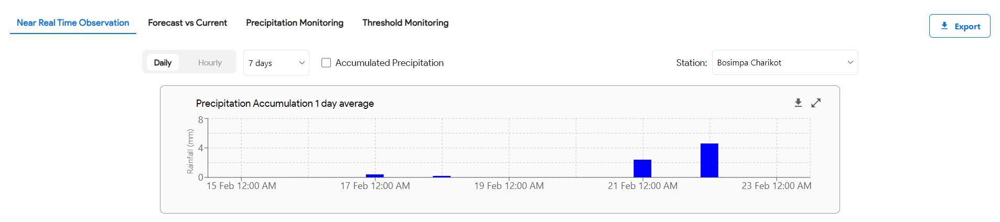 Near Real Time Observation Forecast vs Current Precipitation Monitoring Threshold Monitoring Export
Daily Hourly 7 days Accumulated Precipitation Station: Bosimpa Charikot
Precipitation Accumulation 1 day average
8
4
0
Rainfall (mm)
15 Feb 12:00 AM 17 Feb 12:00 AM 19 Feb 12:00 AM 21 Feb 12:00 AM 23 Feb 12:00 AM